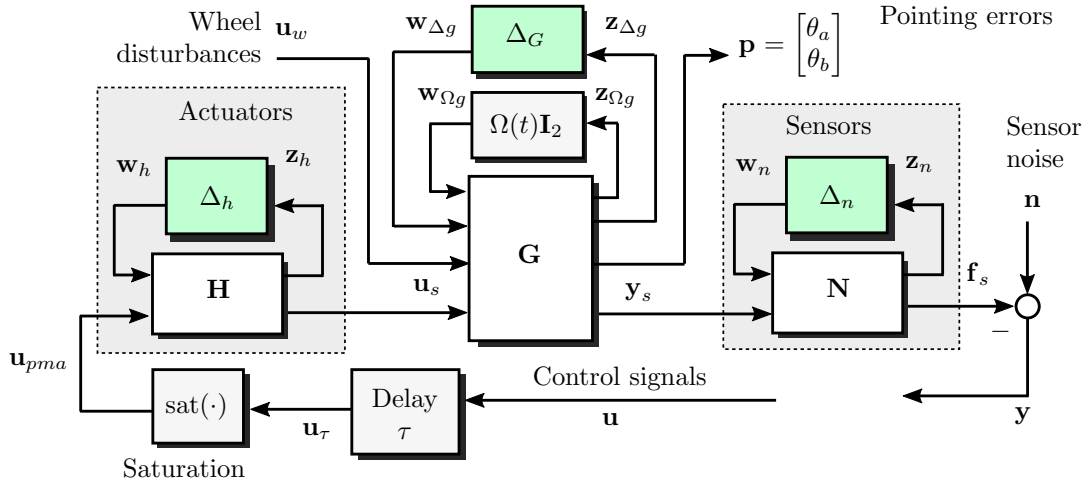 Wheel
disturbances
𝐮_w
𝐰_Δg
Δ_G
𝐳_Δg
𝐰_Ωg
Ω(t)𝐈₂
𝐳_Ωg
Pointing errors
𝐩 = [θ_a
θ_b]
Actuators
𝐰_h
Δ_h
𝐳_h
𝐇
𝐆
𝐮_s
𝐲_s
Sensors
𝐰_n
Δ_n
𝐳_n
𝐍
Sensor
noise
𝐧
𝐟_s
−
𝐲
𝐮_pma
sat(·)
Saturation
𝐮_τ
Delay
τ
Control signals
𝐮